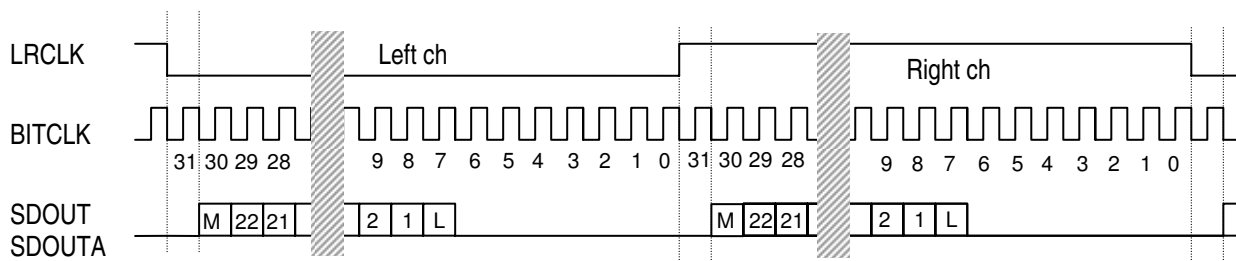 LRCLK Left ch Right ch
BITCLK
31 30 29 28 9 8 7 6 5 4 3 2 1 0 31 30 29 28 9 8 7 6 5 4 3 2 1 0
SDOUT M 22 21 2 1 L M 22 21 2 1 L
SDOUTA